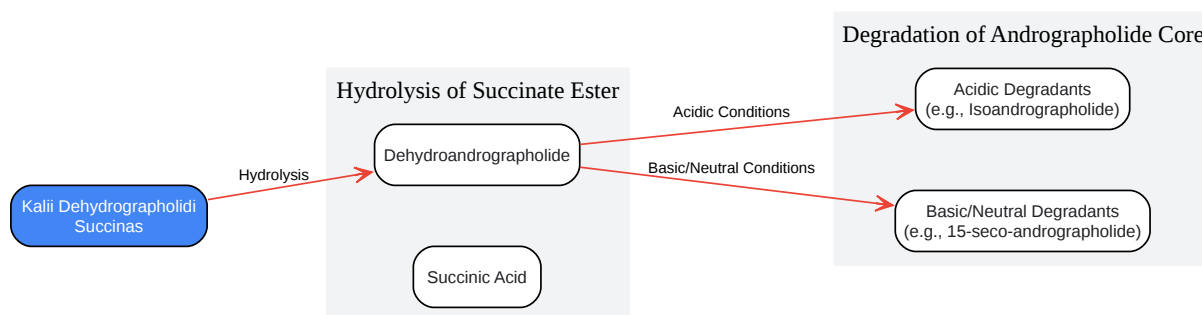 Degradation of Andrographolide Core
Hydrolysis of Succinate Ester
Acidic Degradants
(e.g., Isoandrographolide)
Acidic Conditions
Dehydroandrographolide
Basic/Neutral Conditions
Hydrolysis
Kalii Dehydrographolidi
Succinas
Basic/Neutral Degradants
(e.g., 15-seco-andrographolide)
Succinic Acid